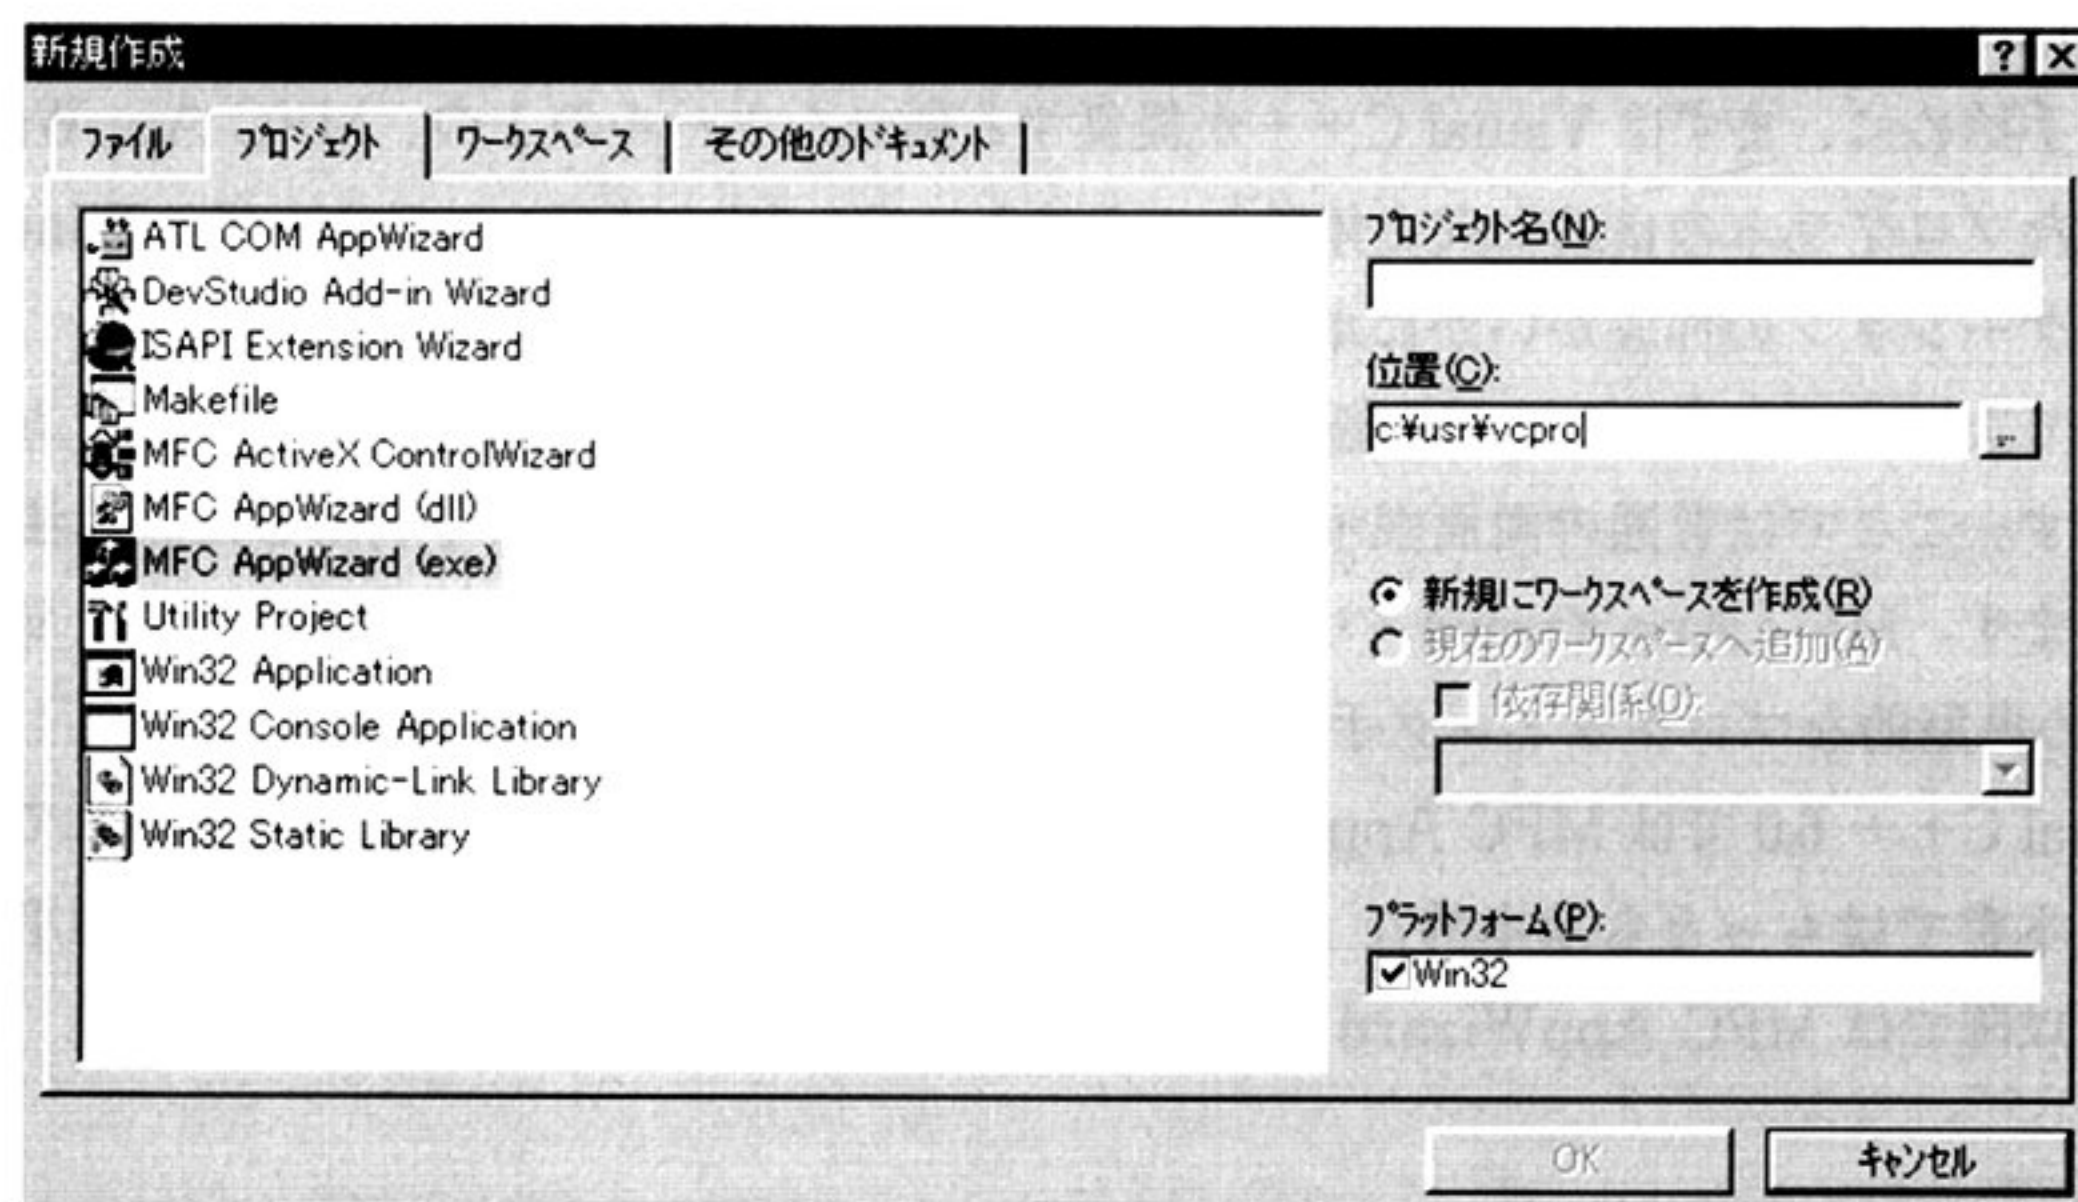 新規作成
ファイル
プロジェクト
ワークスペース
その他のドキュメント
ATL COM AppWizard
DevStudio Add-in Wizard
ISAPI Extension Wizard
Makefile
MFC ActiveX ControlWizard
MFC AppWizard (dll)
MFC AppWizard (exe)
Utility Project
Win32 Application
Win32 Console Application
Win32 Dynamic-Link Library
Win32 Static Library
プロジェクト名(N):
位置(C):
c:¥usr¥vcpro
...
新規にワークスペースを作成(R)
現在のワークスペースへ追加(A)
依存関係(D):
プラットフォーム(P):
Win32
OK
キャンセル